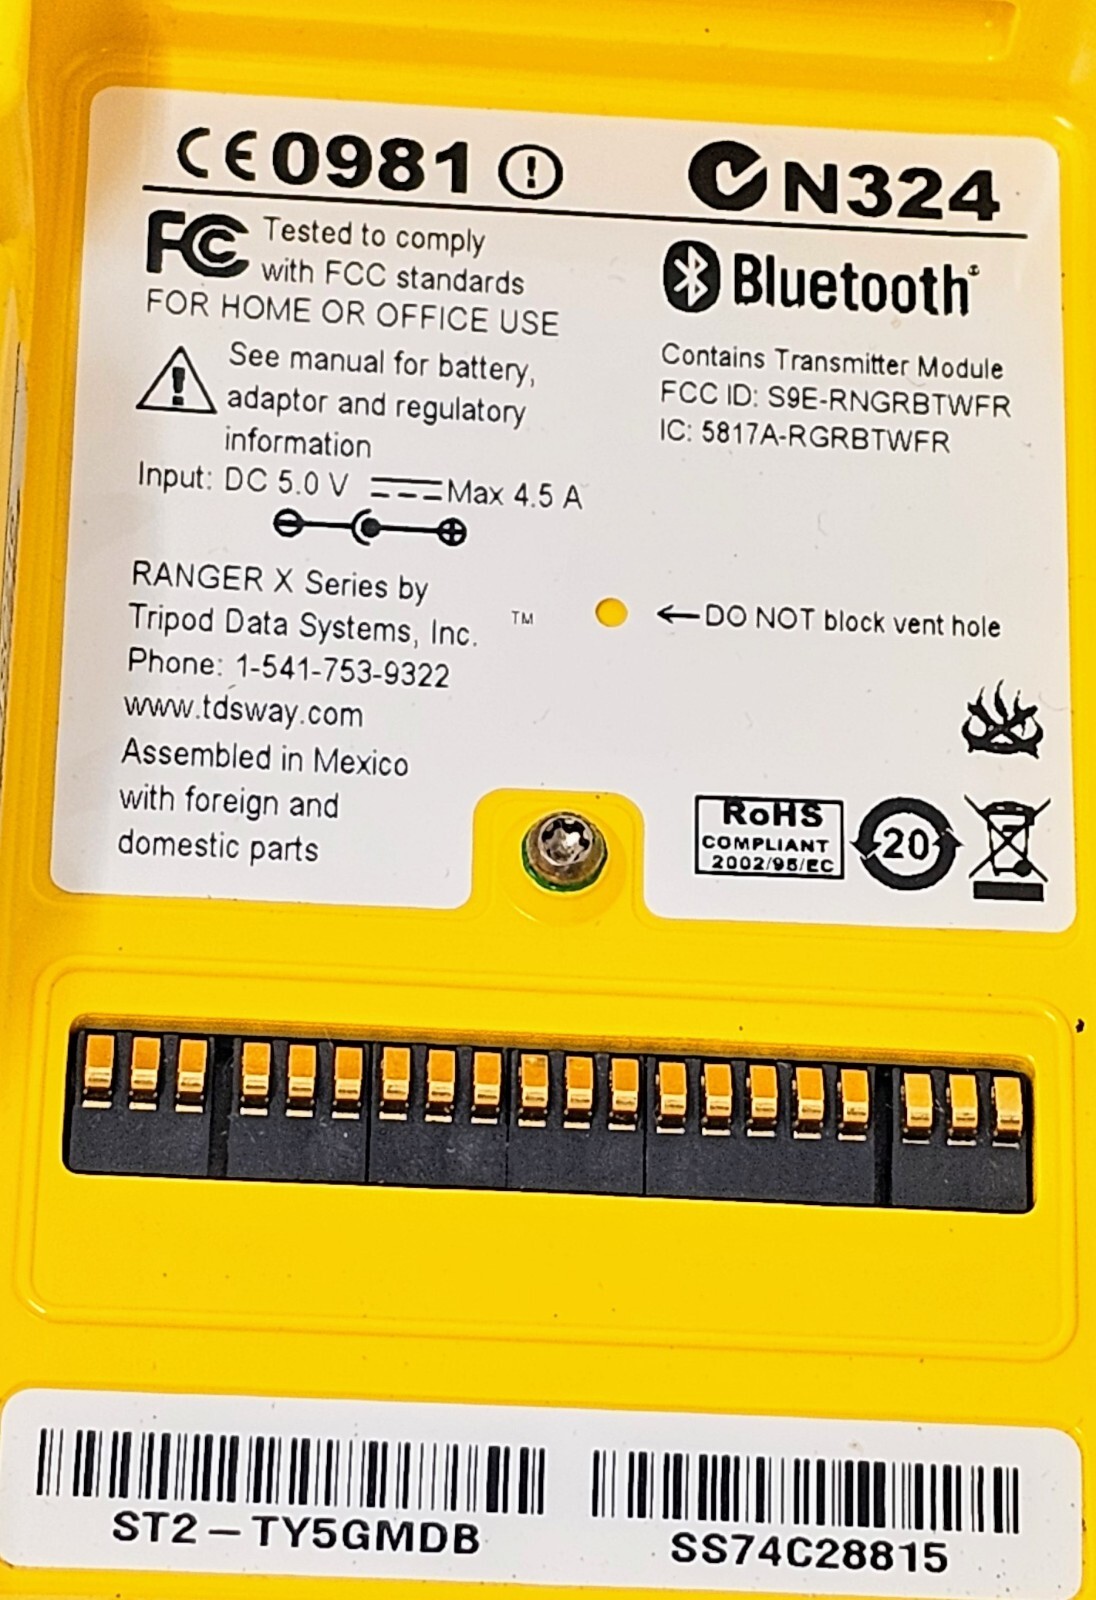 CE0981
N324
FC Tested to comply
with FCC standards
FOR HOME OR OFFICE USE
See manual for battery,
adaptor and regulatory
information
Input: DC 5.0 V Max 4.5 A
RANGER X Series by
Tripod Data Systems, Inc. ™
Phone: 1-541-753-9322
www.tdsway.com
Assembled in Mexico
with foreign and
domestic parts
Bluetooth®
Contains Transmitter Module
FCC ID: S9E-RNGRBTWFR
IC: 5817A-RGRBTWFR
←DO NOT block vent hole
RoHS
COMPLIANT
2002/95/EC
20
ST2-TY5GMDB
SS74C28815